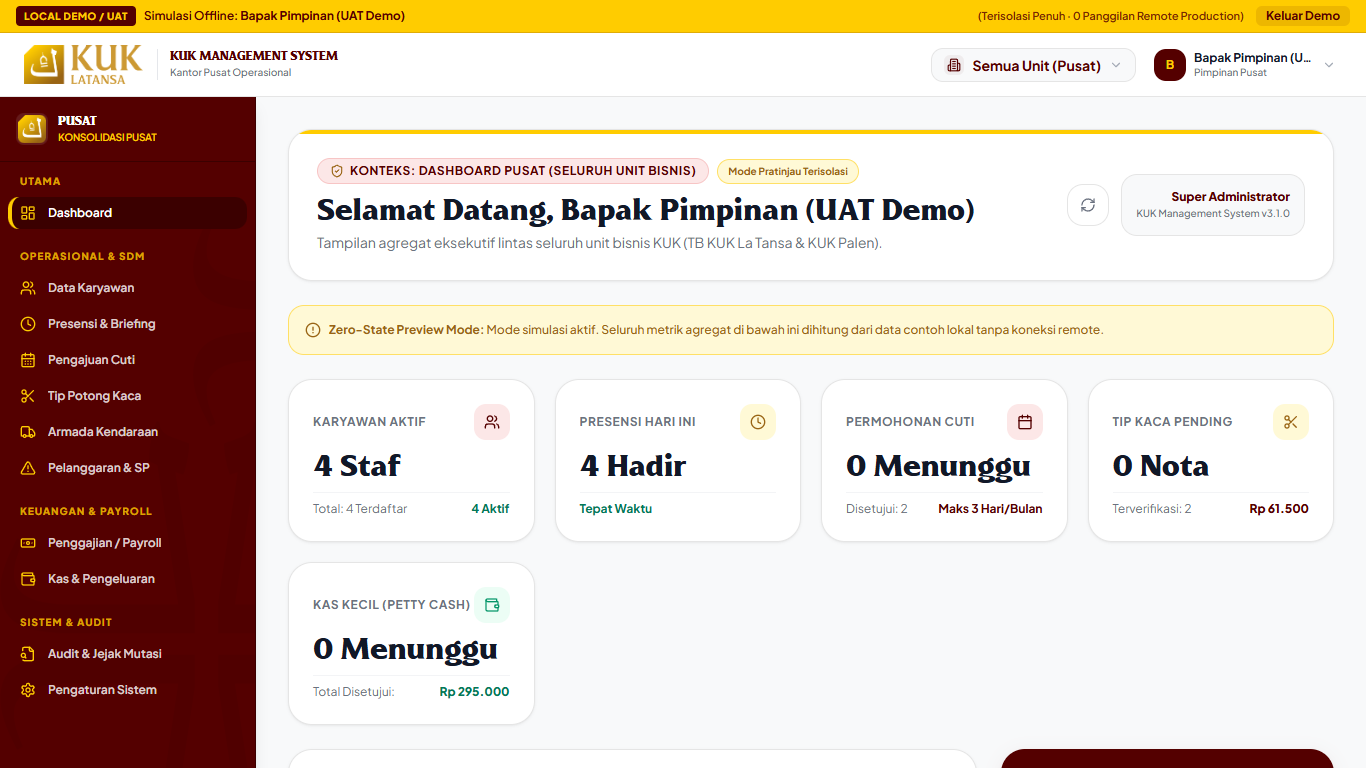 LOCAL DEMO / UAT Simulasi Offline: Bapak Pimpinan (UAT Demo) (Terisolasi Penuh · 0 Panggilan Remote Production) Keluar Demo
KUK
LATANSA
KUK MANAGEMENT SYSTEM
Kantor Pusat Operasional
Semua Unit (Pusat)
B
Bapak Pimpinan (U...
Pimpinan Pusat
PUSAT
KONSOLIDASI PUSAT
UTAMA
Dashboard
OPERASIONAL & SDM
Data Karyawan
Presensi & Briefing
Pengajuan Cuti
Tip Potong Kaca
Armada Kendaraan
Pelanggaran & SP
KEUANGAN & PAYROLL
Penggajian / Payroll
Kas & Pengeluaran
SISTEM & AUDIT
Audit & Jejak Mutasi
Pengaturan Sistem
KONTEKS: DASHBOARD PUSAT (SELURUH UNIT BISNIS) Mode Pratinjau Terisolasi
Selamat Datang, Bapak Pimpinan (UAT Demo)
Tampilan agregat eksekutif lintas seluruh unit bisnis KUK (TB KUK La Tansa & KUK Palen).
Super Administrator
KUK Management System v3.1.0
Zero-State Preview Mode: Mode simulasi aktif. Seluruh metrik agregat di bawah ini dihitung dari data contoh lokal tanpa koneksi remote.
KARYAWAN AKTIF
4 Staf
Total: 4 Terdaftar 4 Aktif
PRESENSI HARI INI
4 Hadir
Tepat Waktu
PERMOHONAN CUTI
0 Menunggu
Disetujui: 2 Maks 3 Hari/Bulan
TIP KACA PENDING
0 Nota
Terverifikasi: 2 Rp 61.500
KAS KECIL (PETTY CASH)
0 Menunggu
Total Disetujui: Rp 295.000